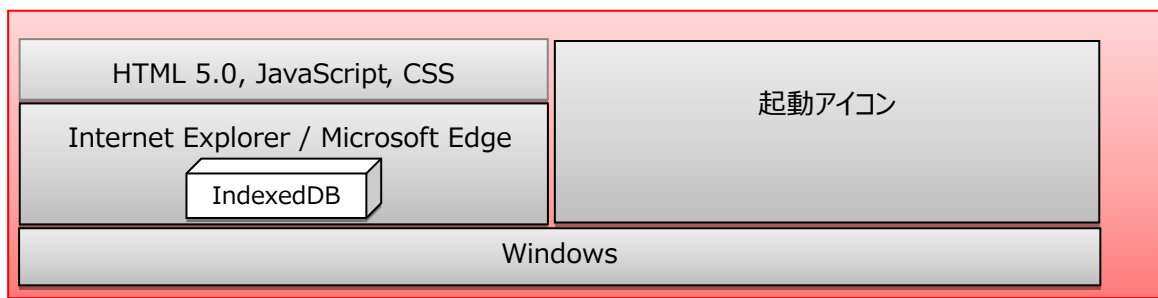 HTML 5.0, JavaScript, CSS
起動アイコン
Internet Explorer / Microsoft Edge
IndexedDB
Windows